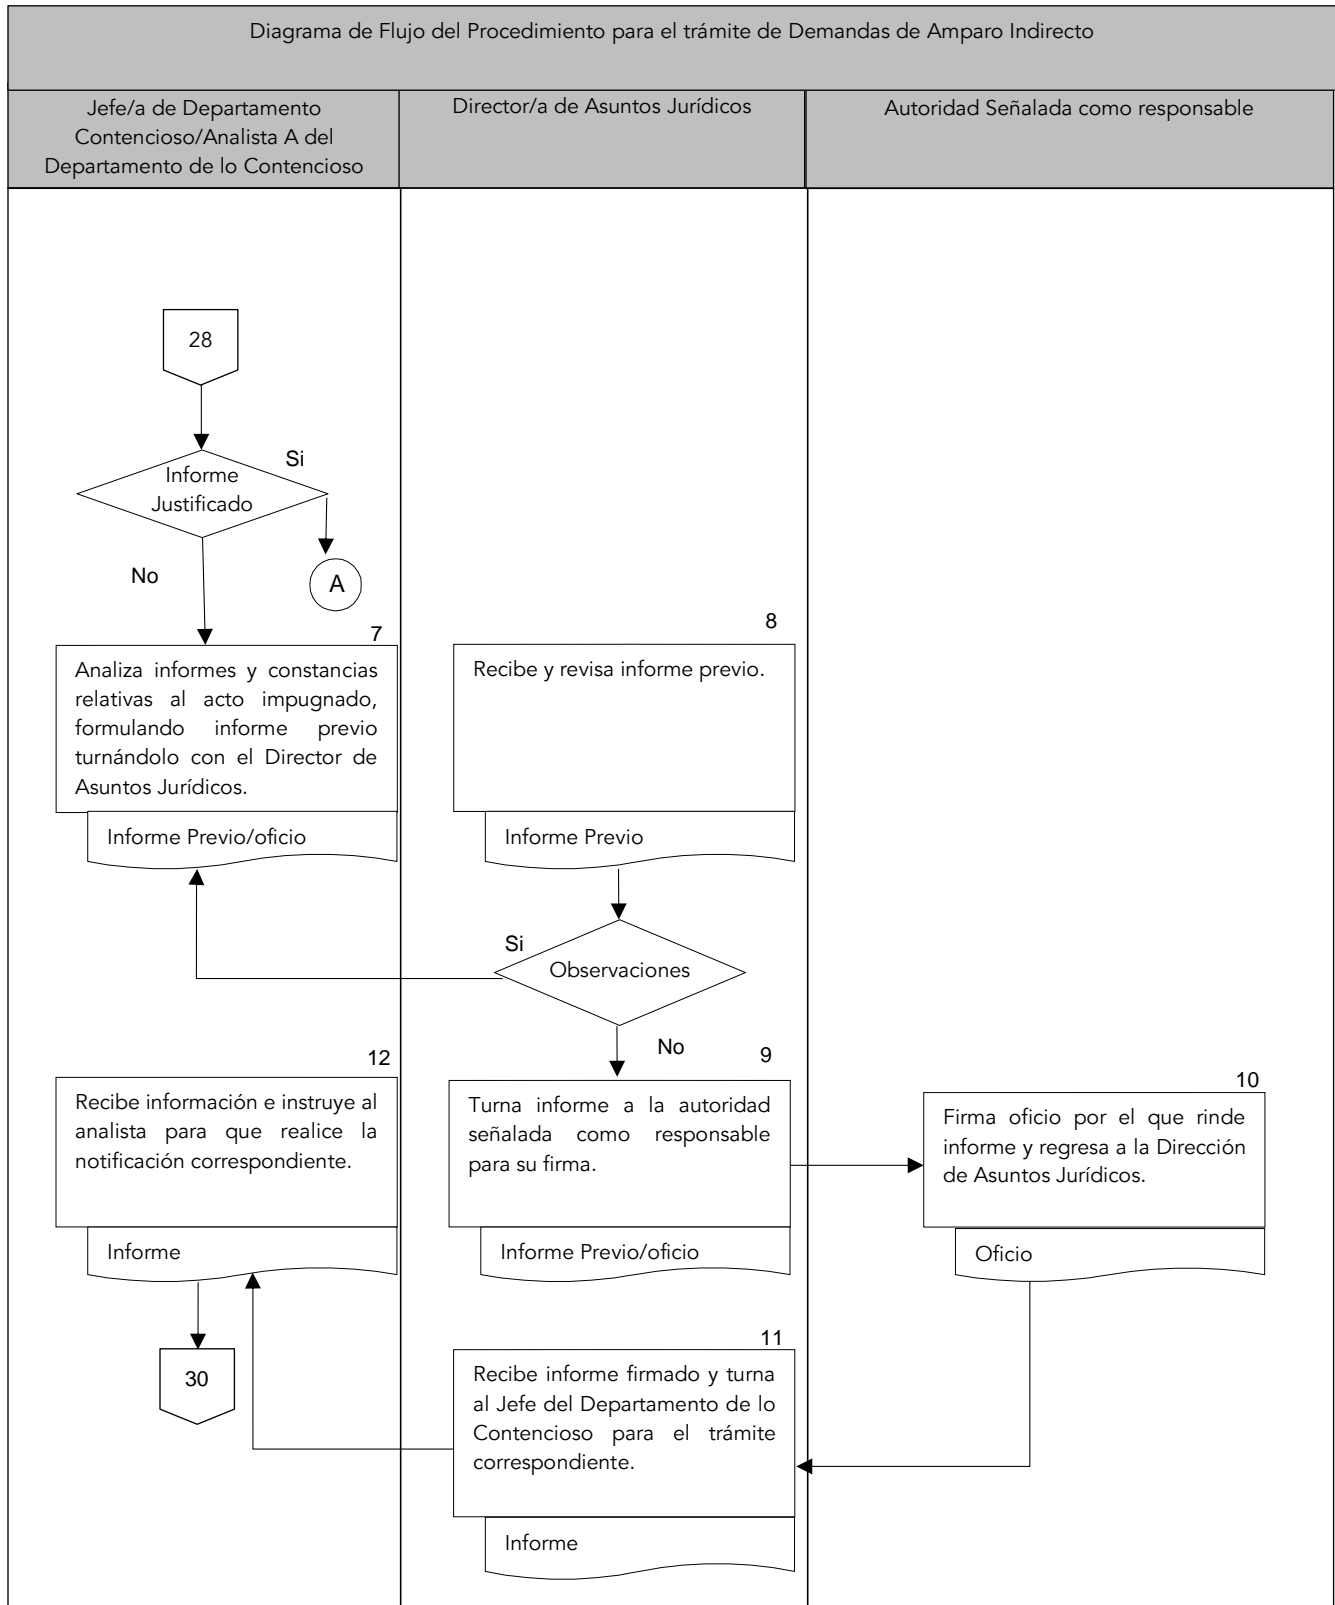 Diagrama de Flujo del Procedimiento para el trámite de Demandas de Amparo Indirecto
Jefe/a de Departamento
Contencioso/Analista A del
Departamento de lo Contencioso
Director/a de Asuntos Jurídicos
Autoridad Señalada como responsable
28
Si
Informe
Justificado
No
A
7
Analiza informes y constancias
relativas al acto impugnado,
formulando informe previo
turnándolo con el Director de
Asuntos Jurídicos.
Informe Previo/oficio
8
Recibe y revisa informe previo.
Informe Previo
Si
Observaciones
No
9
Turna informe a la autoridad
señalada como responsable
para su firma.
Informe Previo/oficio
10
Firma oficio por el que rinde
informe y regresa a la Dirección
de Asuntos Jurídicos.
Oficio
11
Recibe informe firmado y turna
al Jefe del Departamento de lo
Contencioso para el trámite
correspondiente.
Informe
12
Recibe información e instruye al
analista para que realice la
notificación correspondiente.
Informe
30